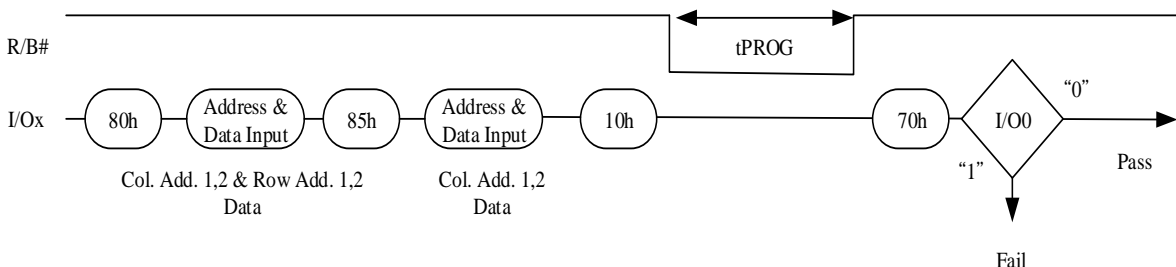 R/B#
tPROG
I/Ox
80h
Address &
Data Input
85h
Address &
Data Input
10h
70h
I/O0
“0”
“1”
Pass
Col. Add. 1,2 & Row Add. 1,2
Data
Col. Add. 1,2
Data
Fail